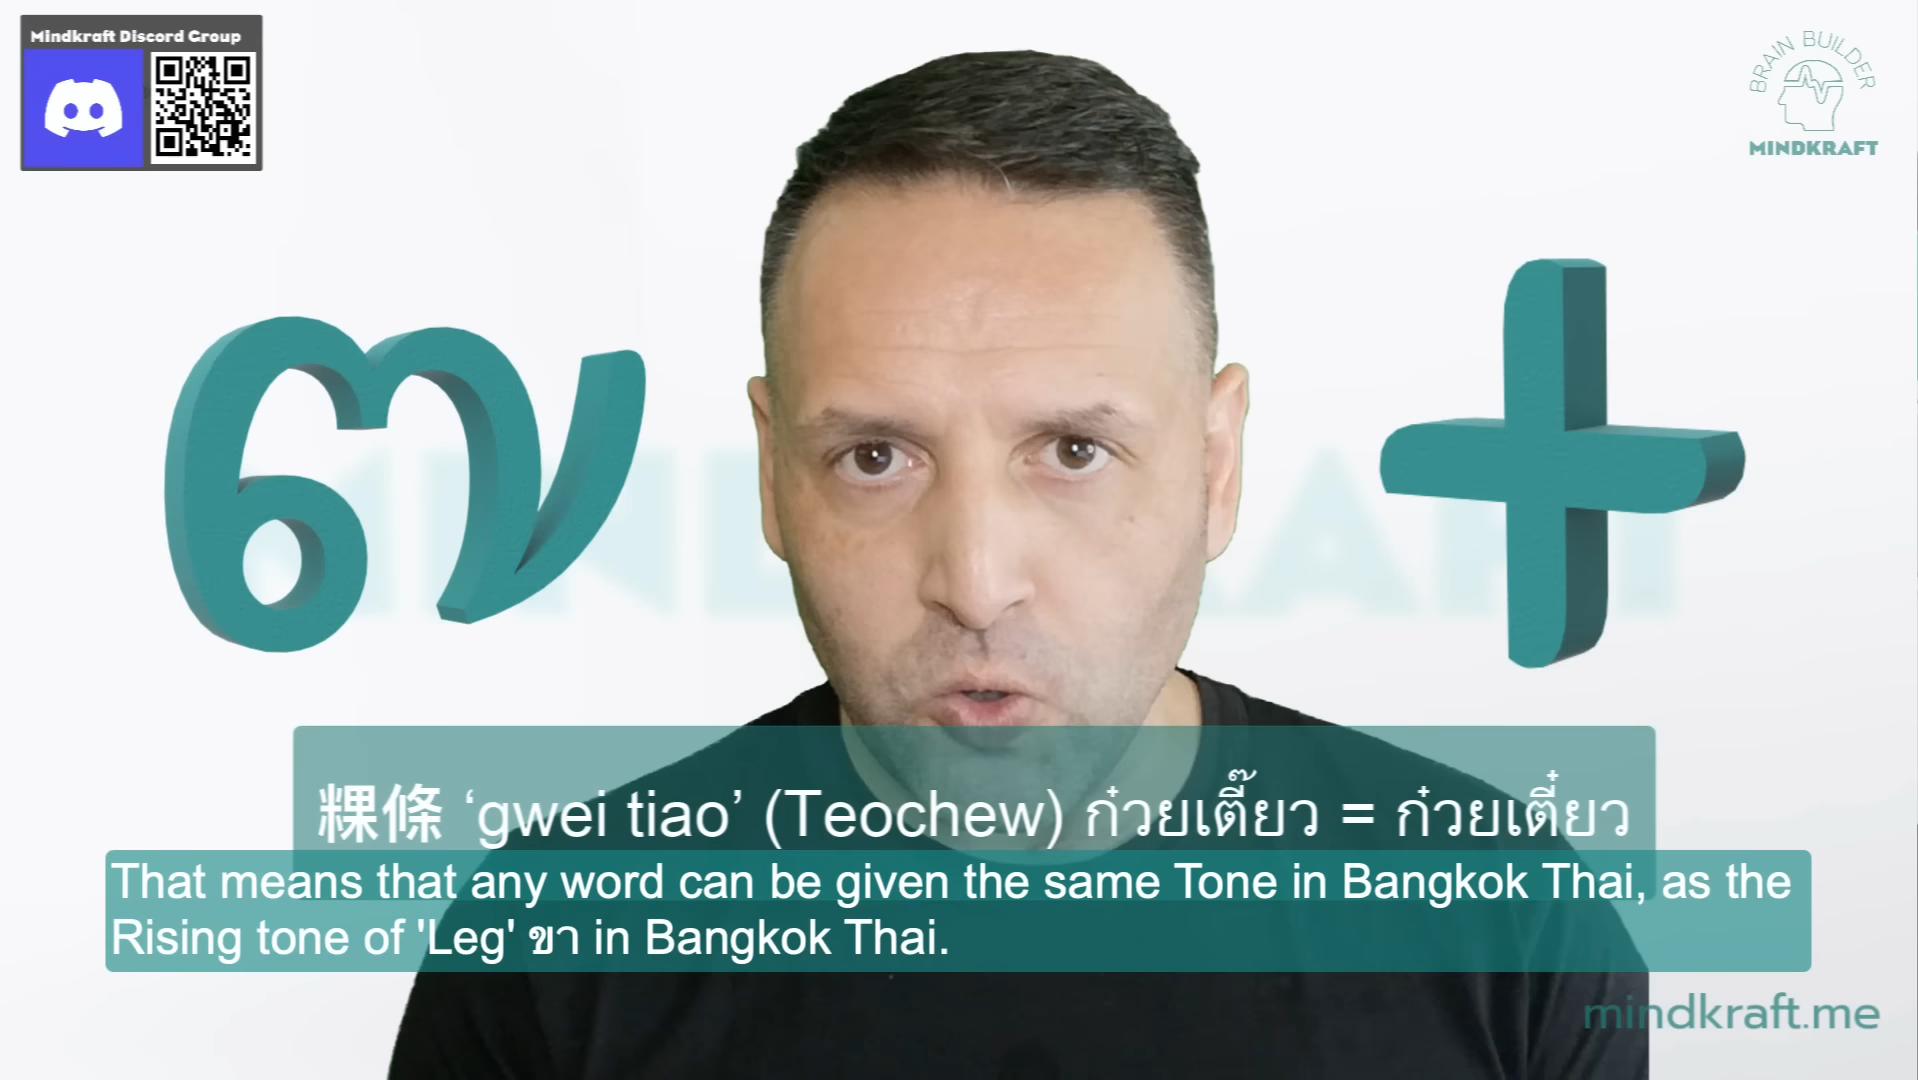 Mindkraft Discord Group
BRAIN BUILDER
MINDKRAFT
๊ ๋
粿條 ‘gwei tiao’ (Teochew) ก๋วยเตี๊ยว = ก๋วยเตี๋ยว
That means that any word can be given the same Tone in Bangkok Thai, as the
Rising tone of 'Leg' ขา in Bangkok Thai.
mindkraft.me